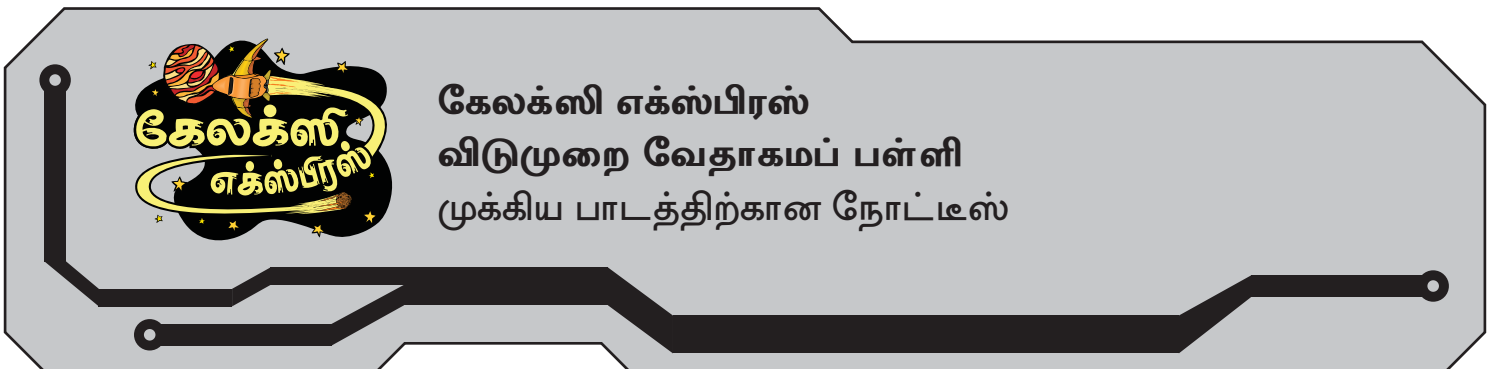 கேலக்ஸி
எக்ஸ்பிரஸ்
கேலக்ஸி எக்ஸ்பிரஸ்
விடுமுறை வேதாகமப் பள்ளி
முக்கிய பாடத்திற்கான நோட்டீஸ்